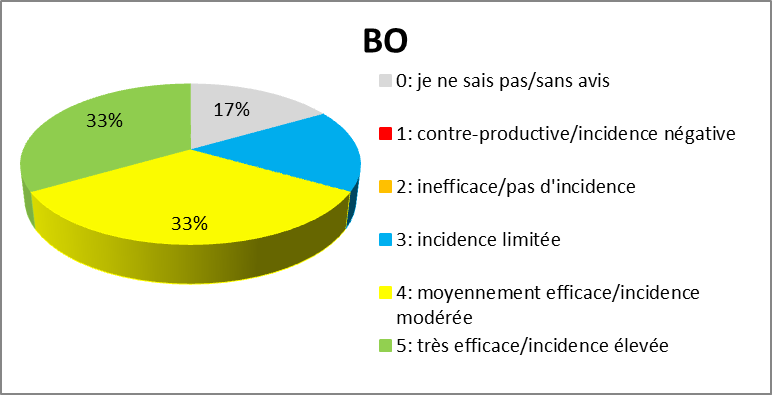 BO
0: je ne sais pas/sans avis
17%
33%
1: contre-productive/incidence négative
2: inefficace/pas d'incidence
33%
3: incidence limitée
4: moyennement efficace/incidence
modérée
5: très efficace/incidence élevée